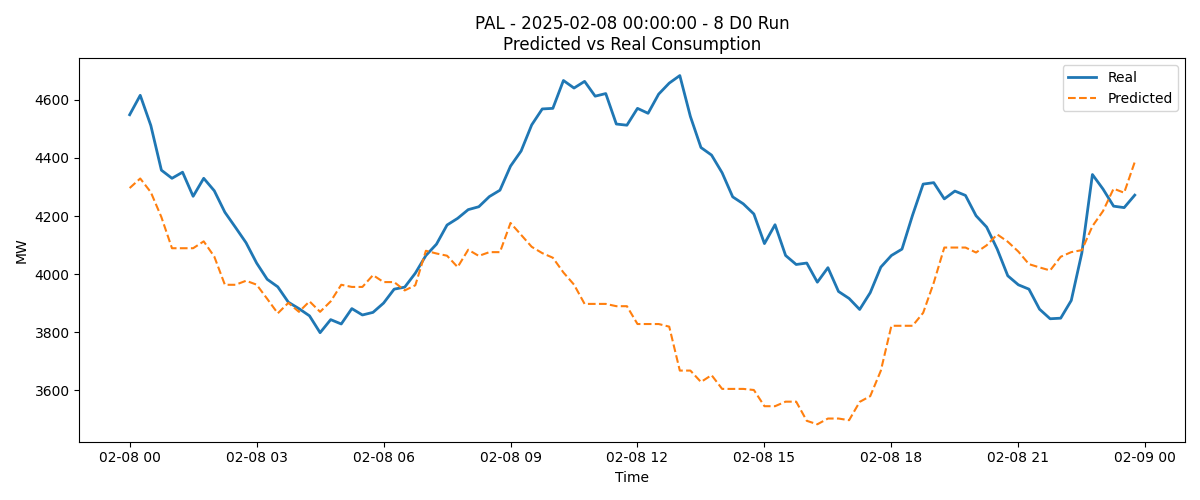 PAL - 2025-02-08 00:00:00 - 8 D0 Run
Predicted vs Real Consumption
Real
Predicted
MW
4600
4400
4200
4000
3800
3600
02-08 00
02-08 03
02-08 06
02-08 09
02-08 12
02-08 15
02-08 18
02-08 21
02-09 00
Time